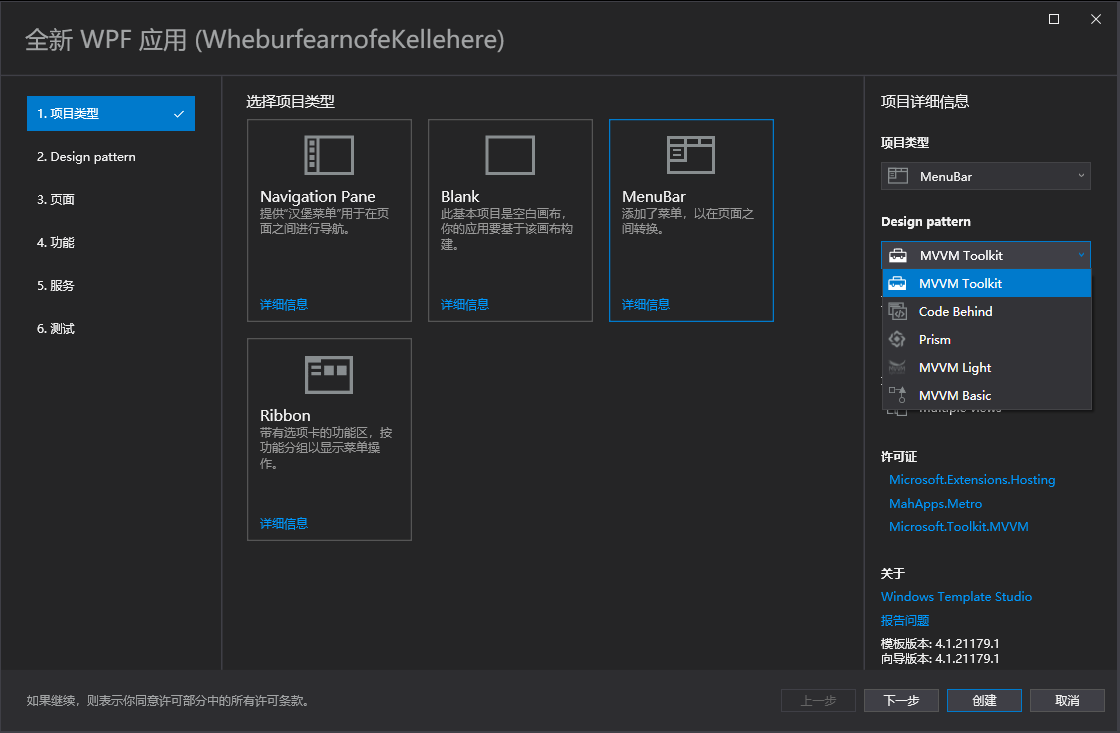 全新 WPF 应用 (WheburfearnofeKellehere)
1. 项目类型
2. Design pattern
3. 页面
4. 功能
5. 服务
6. 测试
选择项目类型
Navigation Pane
提供“汉堡菜单”用于在页
面之间进行导航。
详细信息
Blank
此基本项目是空白画布，
你的应用要基于该画布构
建。
详细信息
MenuBar
添加了菜单，以在页面之
间转换。
详细信息
Ribbon
带有选项卡的功能区，按
功能分组以显示菜单操
作。
详细信息
项目详细信息
项目类型
MenuBar
Design pattern
MVVM Toolkit
MVVM Toolkit
Code Behind
Prism
MVVM Light
MVVM Basic
许可证
Microsoft.Extensions.Hosting
MahApps.Metro
Microsoft.Toolkit.MVVM
关于
Windows Template Studio
报告问题
模板版本: 4.1.21179.1
向导版本: 4.1.21179.1
如果继续，则表示你同意许可部分中的所有许可条款。
上一步
下一步
创建
取消